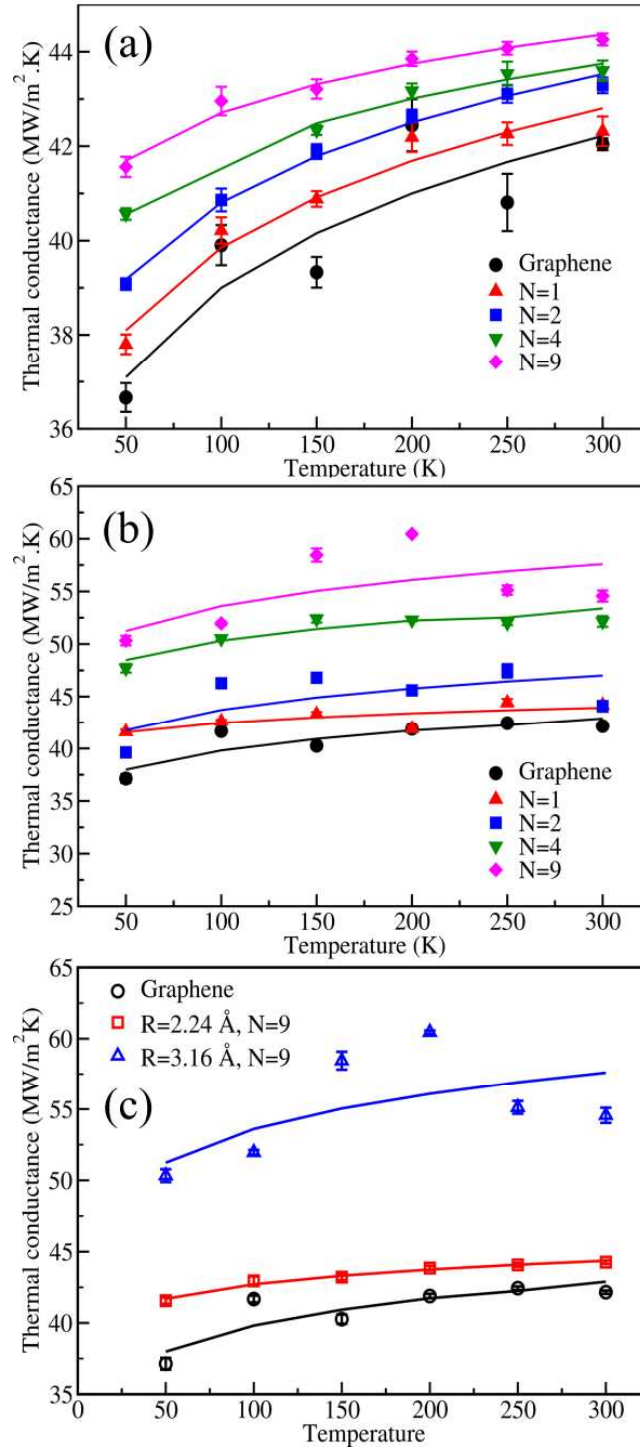 (a)
Thermal conductance (MW/m².K)
44
42
40
38
36
Graphene
N=1
N=2
N=4
N=9
50 100 150 200 250 300
Temperature (K)
(b)
Thermal conductance (MW/m².K)
65
60
55
50
45
40
35
30
25
Graphene
N=1
N=2
N=4
N=9
50 100 150 200 250 300
Temperature (K)
(c)
Thermal conductance (MW/m²K)
65
60
55
50
45
40
35
Graphene
R=2.24 Å, N=9
R=3.16 Å, N=9
0 50 100 150 200 250 300
Temperature